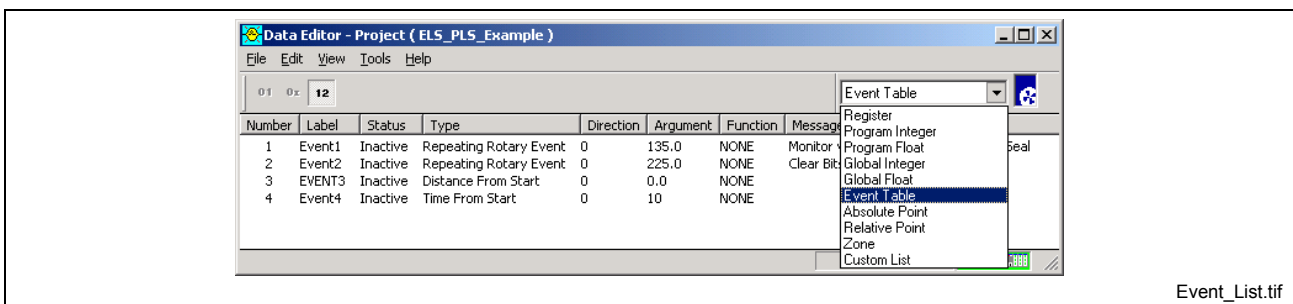 Data Editor - Project ( ELS_PLS_Example )
File Edit View Tools Help
01 0x 12 Event Table
Number Label Status Type Direction Argument Function
1 Event1 Inactive Repeating Rotary Event 0 135.0 NONE Monitor Seal
2 Event2 Inactive Repeating Rotary Event 0 225.0 NONE Clear
3 EVENT3 Inactive Distance From Start 0 0.0 NONE
4 Event4 Inactive Time From Start 0 10 NONE
Register
Program Integer
Program Float
Global Integer
Global Float
Event Table
Absolute Point
Relative Point
Zone
Custom List
Event_List.tif